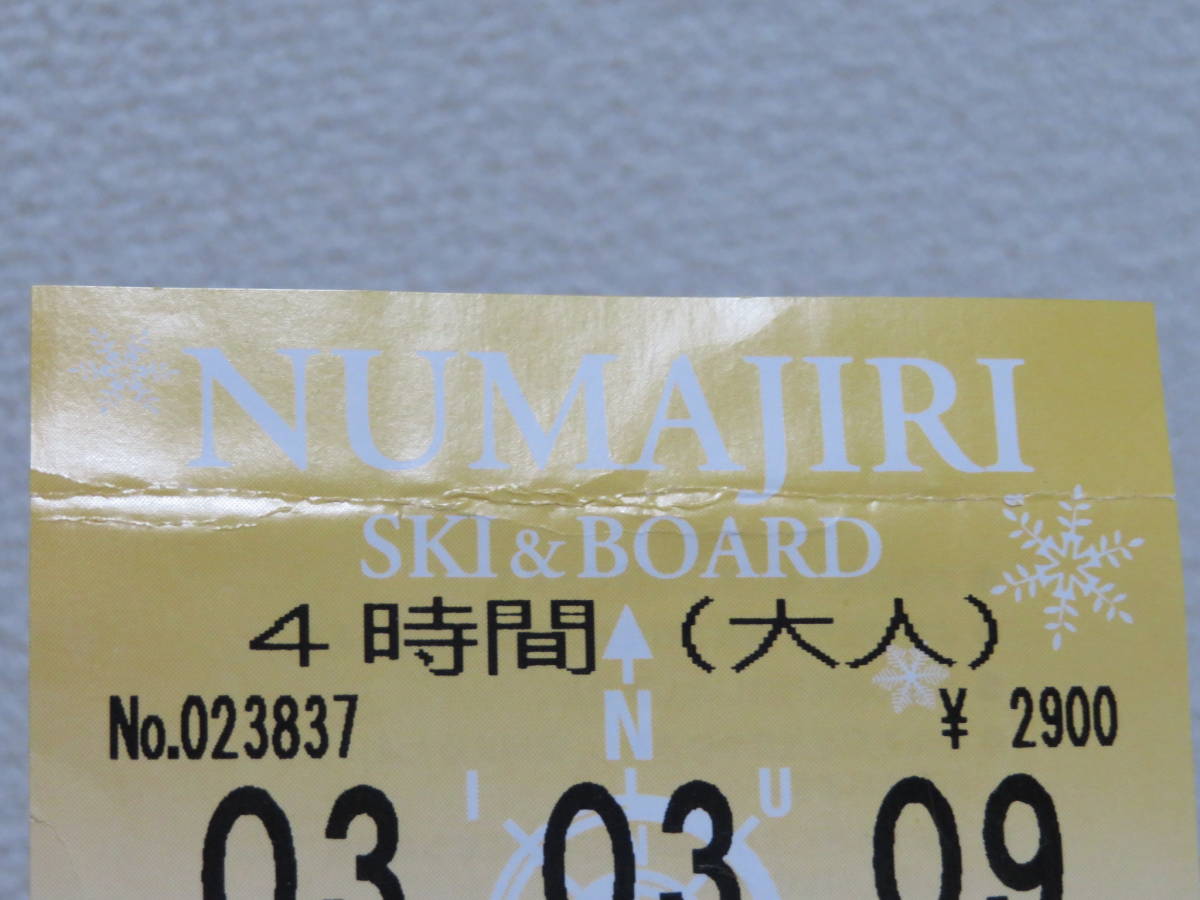 NUMAJIRI
SKI & BOARD
4時間 (大人)
No.023837 ¥ 2900
N
I U
03 03 09